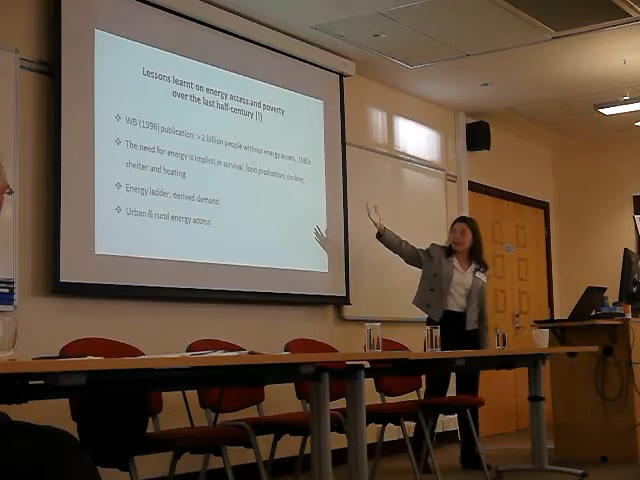 Lessons learnt on energy access and poverty
over the last half-century (1)
❖ WB (1996) publication >2 billion people without energy access, 1960s
❖ The need for energy is implicit in survival, food production, cooking,
shelter and heating
❖ Energy ladder; derived demand
❖ Urban & rural energy access